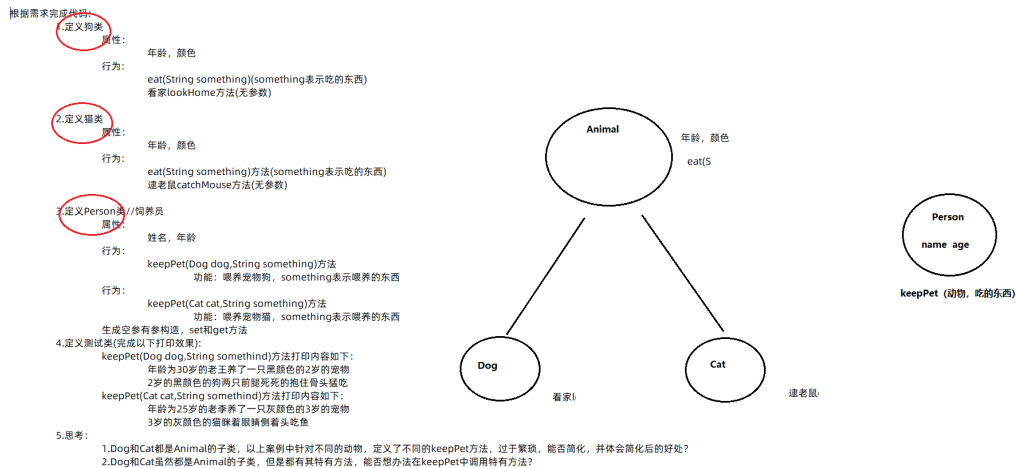 根据需求完成代码:
1.定义狗类
属性:
年龄，颜色
行为:
eat(String something)(something表示吃的东西)
看家lookHome方法(无参数)
2.定义猫类
属性:
年龄，颜色
行为:
eat(String something)方法(something表示吃的东西)
逮老鼠catchMouse方法(无参数)
3.定义Person类//饲养员
属性:
姓名，年龄
行为:
keepPet(Dog dog,String something)方法
功能：喂养宠物狗，something表示喂养的东西
行为:
keepPet(Cat cat,String something)方法
功能：喂养宠物猫，something表示喂养的东西
生成空参有参构造，set和get方法
4.定义测试类(完成以下打印效果):
keepPet(Dog dog,String somethind)方法打印内容如下：
年龄为30岁的老王养了一只黑颜色的2岁的宠物
2岁的黑颜色的狗两只前腿死死的抱住骨头猛吃
keepPet(Cat cat,String somethind)方法打印内容如下：
年龄为25岁的老李养了一只灰颜色的3岁的宠物
3岁的灰颜色的猫眯着眼睛侧着头吃鱼
5.思考：
1.Dog和Cat都是Animal的子类，以上案例中针对不同的动物，定义了不同的keepPet方法，过于繁琐，能否简化，并体会简化后的好处？
2.Dog和Cat虽然都是Animal的子类，但是都有其特有方法，能否想办法在keepPet中调用特有方法？
Animal
年龄，颜色
eat(S
Dog
看家l
Cat
逮老鼠
Person
name age
keepPet (动物，吃的东西)